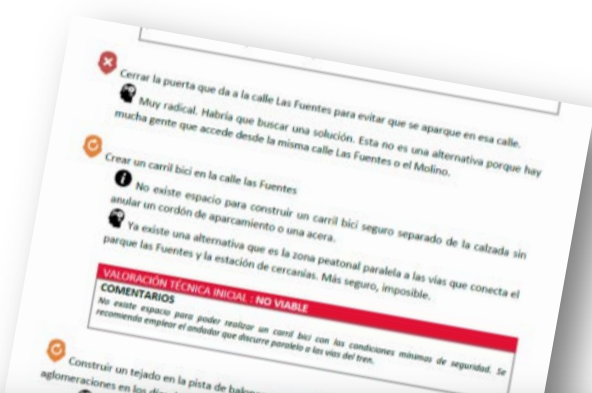 Cerrar la puerta que da a la calle Las Fuentes para evitar que se aparque en esa calle.
Muy radical. Habría que buscar una solución. Esta no es una alternativa porque hay
mucha gente que accede desde la misma calle Las Fuentes o el Molino.
Crear un carril bici en la calle las Fuentes
No existe espacio para construir un carril bici seguro separado de la calzada sin
anular un cordón de aparcamiento o una acera.
Ya existe una alternativa que es la zona peatonal paralela a las vías que conecta el
parque las Fuentes y la estación de cercanías. Más seguro, imposible.
VALORACIÓN TÉCNICA INICIAL : NO VIABLE
COMENTARIOS
No existe espacio para poder realizar un carril bici con las condiciones mínimas de seguridad. Se
recomienda emplear el andador que discurre paralelo a las vías del tren.
Construir un tejado en la pista de
aglomeraciones en los